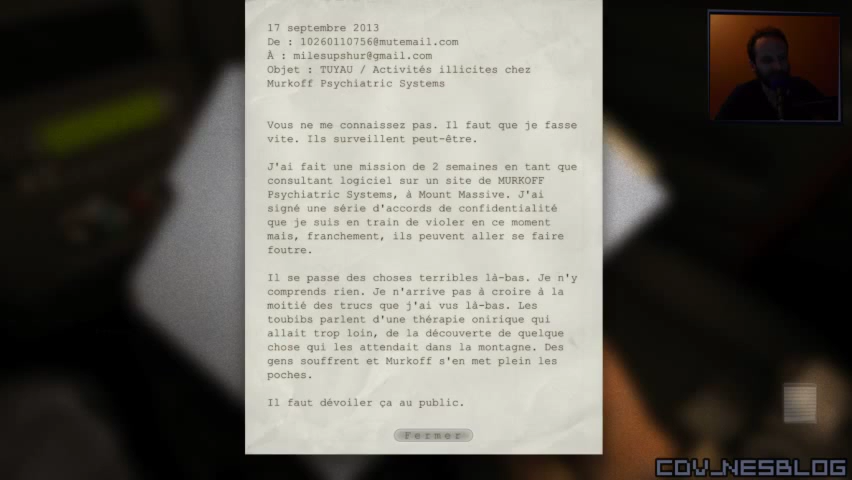 17 septembre 2013
De : 10260110756@mutemail.com
À : milesupshur@gmail.com
Objet : TUYAU / Activités illicites chez
Murkoff Psychiatric Systems
Vous ne me connaissez pas. Il faut que je fasse
vite. Ils surveillent peut-être.
J'ai fait une mission de 2 semaines en tant que
consultant logiciel sur un site de MURKOFF
Psychiatric Systems, à Mount Massive. J'ai
signé une série d'accords de confidentialité
que je suis en train de violer en ce moment
mais, franchement, ils peuvent aller se faire
foutre.
Il se passe des choses terribles là-bas. Je n'y
comprends rien. Je n'arrive pas à croire à la
moitié des trucs que j'ai vus là-bas. Les
toubibs parlent d'une thérapie onirique qui
allait trop loin, de la découverte de quelque
chose qui les attendait dans la montagne. Des
gens souffrent et Murkoff s'en met plein les
poches.
Il faut dévoiler ça au public.
Fermer
CDV_NESBLOG